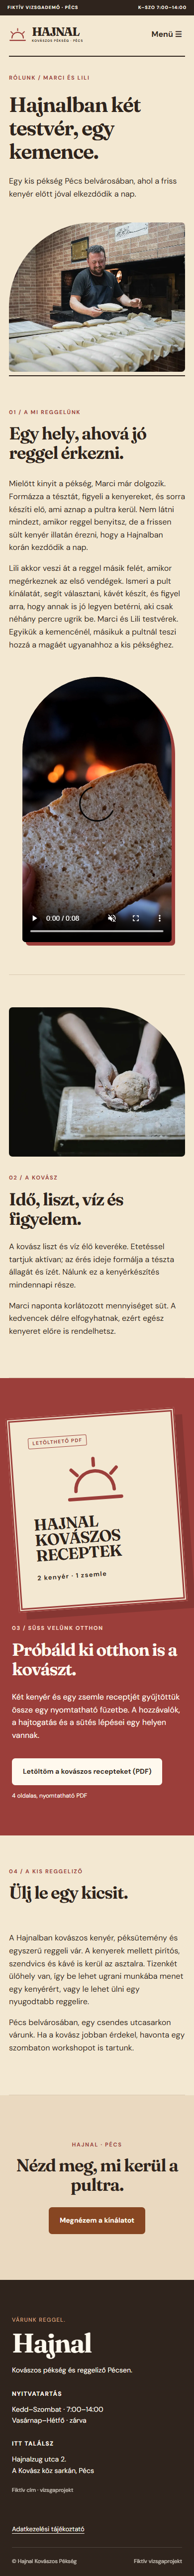 FIKTÍV VIZSGADEMÓ · PÉCS
K–SZO 7:00–14:00
HAJNAL
KOVÁSZOS PÉKSÉG · PÉCS
Menü ☰
RÓLUNK / MARCI ÉS LILI
Hajnalban két
testvér, egy
kemence.
Egy kis pékség Pécs belvárosában, ahol a friss
kenyér előtt jóval elkezdődik a nap.
01 / A MI REGGELÜNK
Egy hely, ahová jó
reggel érkezni.
Mielőtt kinyit a pékség, Marci már dolgozik.
Formázza a tésztát, figyeli a kenyereket, és sorra
készíti elő, ami aznap a pultra kerül. Nem látni
mindezt, amikor reggel benyitsz, de a frissen
sült kenyér illatán érezni, hogy a Hajnalban
korán kezdődik a nap.
Lili akkor veszi át a reggel másik felét, amikor
megérkeznek az első vendégek. Ismeri a pult
kínálatát, segít választani, kávét készít, és figyel
arra, hogy annak is jó legyen betérni, aki csak
néhány percre ugrik be. Marci és Lili testvérek.
Egyikük a kemencénél, másikuk a pultnál teszi
hozzá a magáét ugyanahhoz a kis pékséghez.
0:00 / 0:08
02 / A KOVÁSZ
Idő, liszt, víz és
figyelem.
A kovász liszt és víz élő keveréke. Etetéssel
tartjuk aktívan; az érés ideje formálja a tészta
állagát és ízét. Nálunk ez a kenyérkészítés
mindennapi része.
Marci naponta korlátozott mennyiséget süt. A
kedvencek délre elfogyhatnak, ezért egész
kenyeret előre is rendelhetsz.
LETÖLTHETŐ PDF
HAJNAL
KOVÁSZOS
RECEPTEK
2 kenyér · 1 zsemle
03 / SÜSS VELÜNK OTTHON
Próbáld ki otthon is a
kovászt.
Két kenyér és egy zsemle receptjét gyűjtöttük
össze egy nyomtatható füzetbe. A hozzávalók,
a hajtogatás és a sütés lépései egy helyen
vannak.
Letöltöm a kovászos recepteket (PDF)
4 oldalas, nyomtatható PDF
04 / A KIS REGGELIZŐ
Ülj le egy kicsit.
A Hajnalban kovászos kenyér, péksütemény és
egyszerű reggeli vár. A kenyerek mellett pirítós,
szendvics és kávé is kerül az asztalra. Tizenkét
ülőhely van, így be lehet ugrani munkába menet
egy kenyérért, vagy le lehet ülni egy
nyugodtabb reggelire.
Pécs belvárosában, egy csendes utcasarkon
várunk. Ha a kovász jobban érdekel, havonta egy
szombaton workshopot is tartunk.
HAJNAL · PÉCS
Nézd meg, mi kerül a
pultra.
Megnézem a kínálatot
VÁRUNK REGGEL.
Hajnal
Kovászos pékség és reggeliző Pécsen.
NYITVATARTÁS
Kedd–Szombat · 7:00–14:00
Vasárnap–Hétfő · zárva
ITT TALÁLSZ
Hajnalzug utca 2.
A Kovász köz sarkán, Pécs
Fiktív cím · vizsgaprojekt
Adatkezelési tájékoztató
© Hajnal Kovászos Pékség
Fiktív vizsgaprojekt